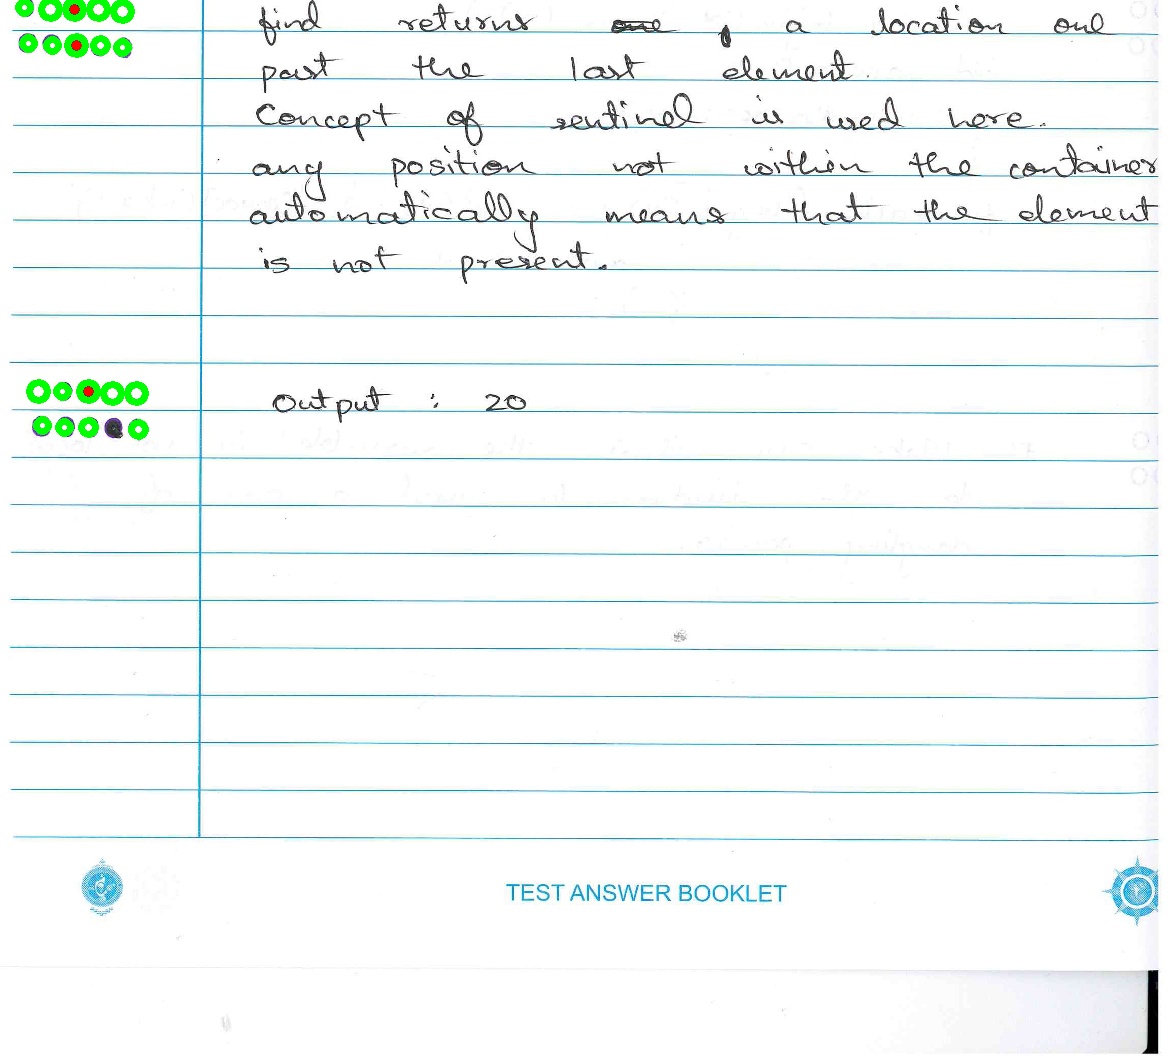 find returns a location one
past the last element.
Concept of sentinel is used here.
any position not within the container
automatically means that the element
is not present.
Output : 20
TEST ANSWER BOOKLET